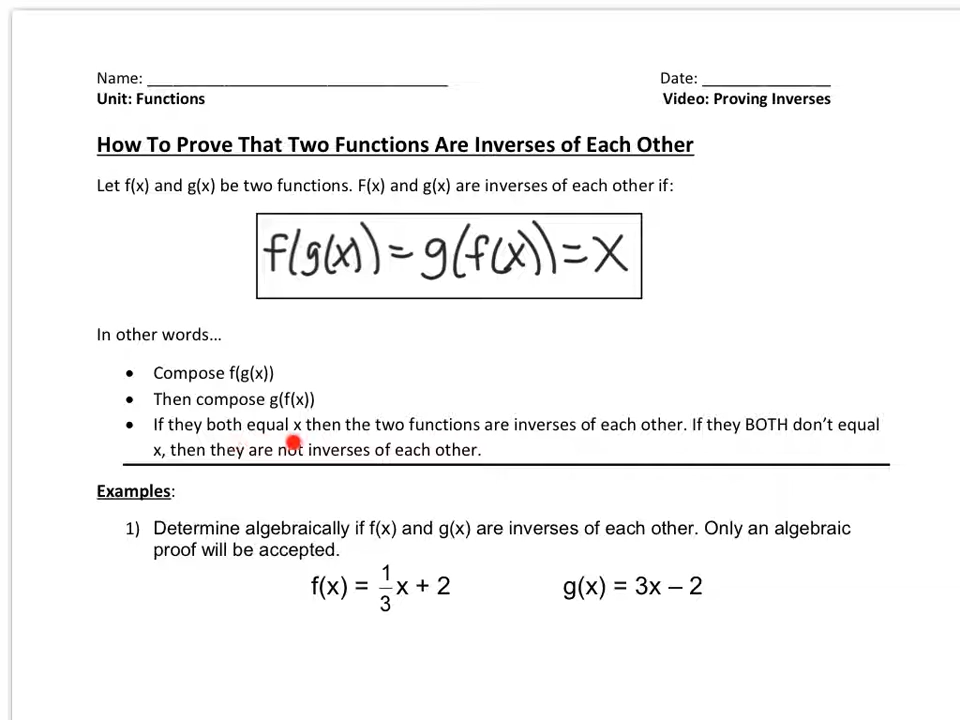 Name: ___________________________________ Date: _______________
Unit: Functions Video: Proving Inverses
How To Prove That Two Functions Are Inverses of Each Other
Let f(x) and g(x) be two functions. F(x) and g(x) are inverses of each other if:
f(g(x)) = g(f(x)) = x
In other words…
• Compose f(g(x))
• Then compose g(f(x))
• If they both equal x then the two functions are inverses of each other. If they BOTH don’t equal
x, then they are not inverses of each other.
Examples:
1) Determine algebraically if f(x) and g(x) are inverses of each other. Only an algebraic
proof will be accepted.
f(x) = 1/3 x + 2 g(x) = 3x – 2